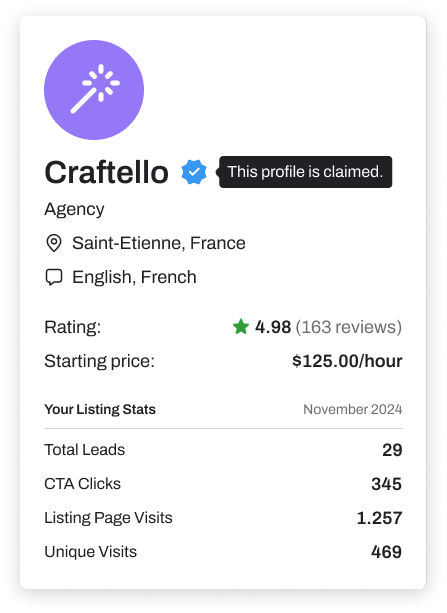 Craftello
This profile is claimed.
Agency
Saint-Etienne, France
English, French
Rating: 4.98 (163 reviews)
Starting price: $125.00/hour
Your Listing Stats November 2024
Total Leads 29
CTA Clicks 345
Listing Page Visits 1.257
Unique Visits 469